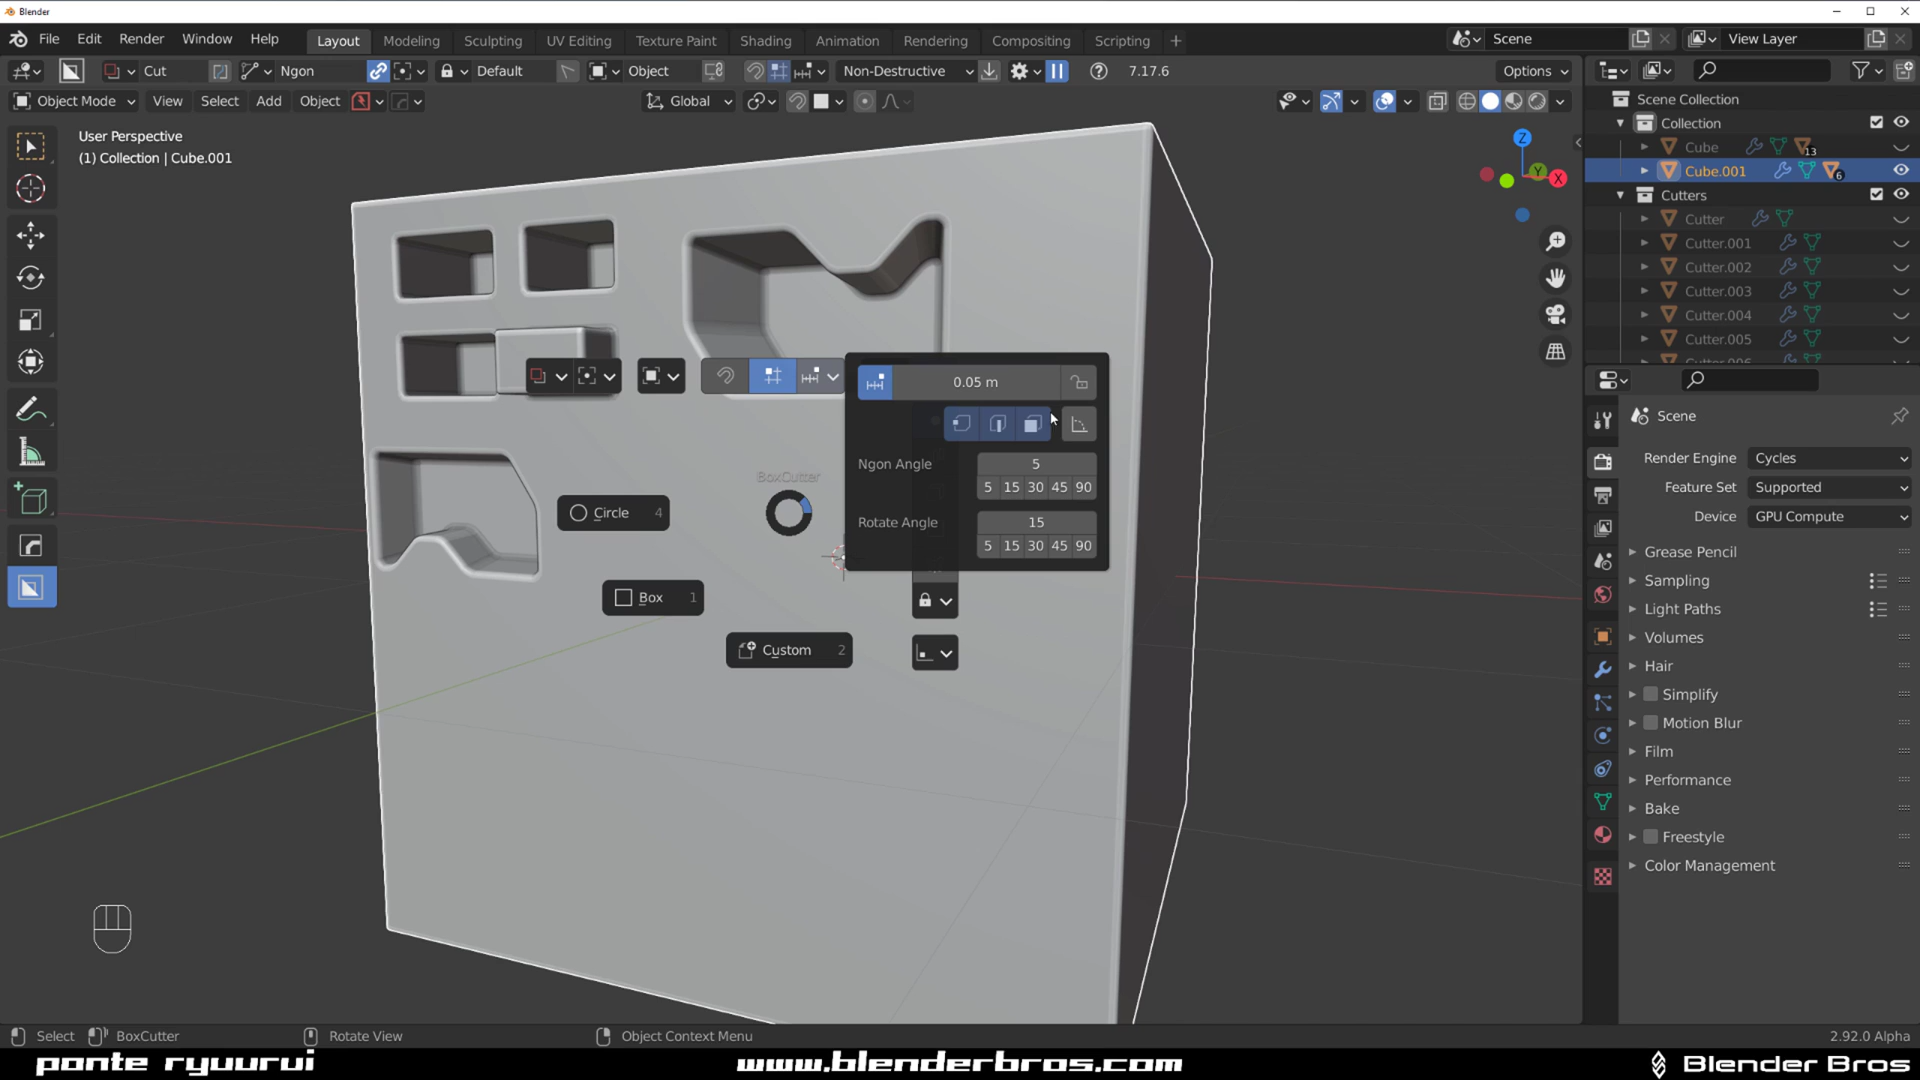 Blender
File Edit Render Window Help Layout Modeling Sculpting UV Editing Texture Paint Shading Animation Rendering Compositing Scripting + Scene View Layer
Cut Ngon Default Object Non-Destructive 7.17.6 Options
Object Mode View Select Add Object Global
Scene Collection
Collection
Cube 13
Cube.001 6
Cutters
Cutter
Cutter.001
Cutter.002
Cutter.003
Cutter.004
Cutter.005
User Perspective
(1) Collection | Cube.001
Z
Y
X
0.05 m
Ngon Angle 5
5 15 30 45 90
Rotate Angle 15
5 15 30 45 90
BoxCutter
Circle 4
Box 1
Custom 2
Scene
Render Engine Cycles
Feature Set Supported
Device GPU Compute
Grease Pencil
Sampling
Light Paths
Volumes
Hair
Simplify
Motion Blur
Film
Performance
Bake
Freestyle
Color Management
Select BoxCutter Rotate View Object Context Menu 2.92.0 Alpha
ponte ryuurui www.blenderbros.com Blender Bros